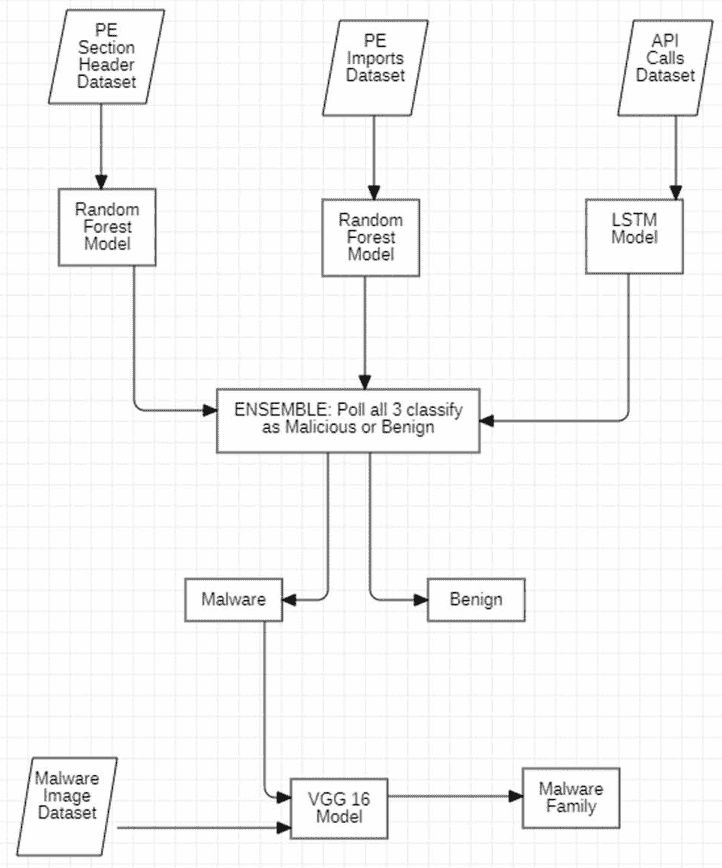 PE
Section
Header
Dataset
PE
Imports
Dataset
API
Calls
Dataset
Random
Forest
Model
Random
Forest
Model
LSTM
Model
ENSEMBLE: Poll all 3 classify
as Malicious or Benign
Malware
Benign
Malware
Image
Dataset
VGG 16
Model
Malware
Family